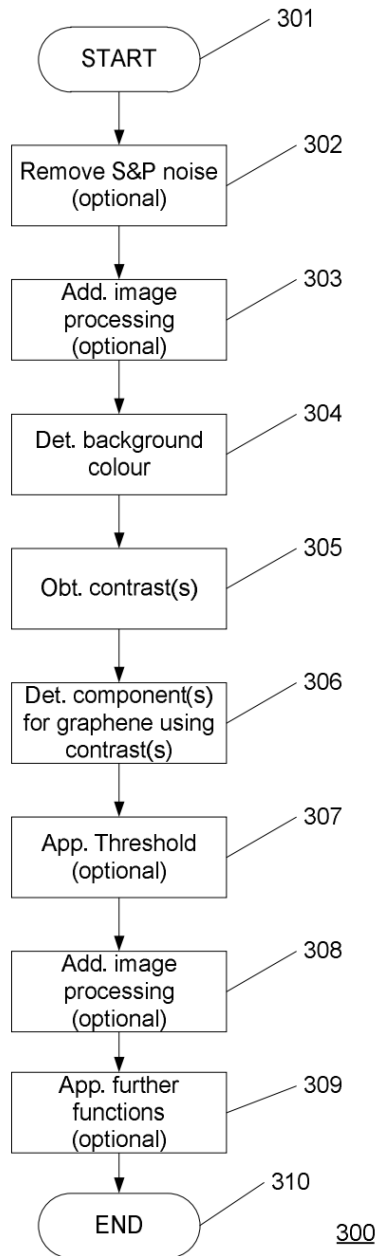 301
START
302
Remove S&P noise
(optional)
303
Add. image
processing
(optional)
304
Det. background
colour
305
Obt. contrast(s)
306
Det. component(s)
for graphene using
contrast(s)
307
App. Threshold
(optional)
308
Add. image
processing
(optional)
309
App. further
functions
(optional)
310
END
300